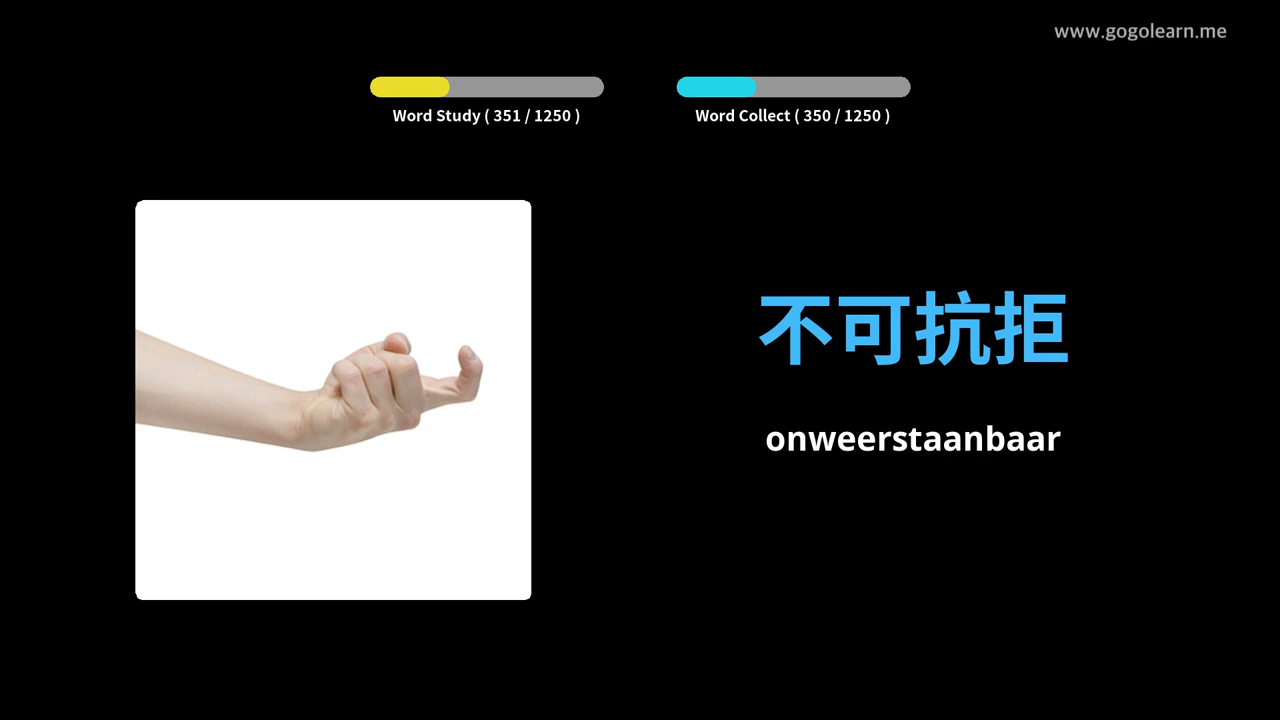 www.gogolearn.me
Word Study ( 351 / 1250 )
Word Collect ( 350 / 1250 )
不可抗拒
onweerstaanbaar